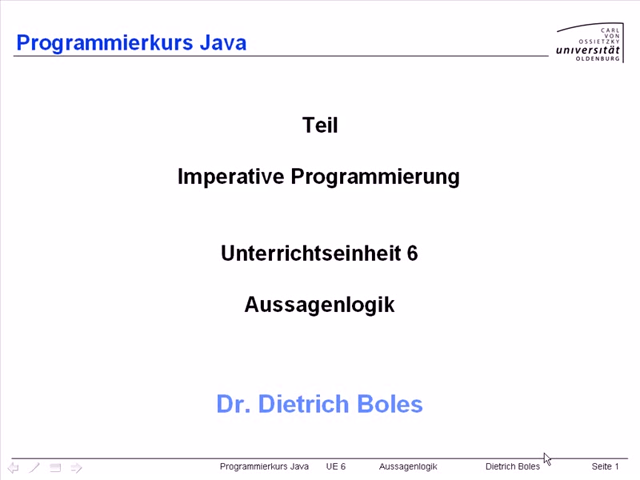 Programmierkurs Java
CARL
VON
OSSIETZKY
universität
OLDENBURG
Teil
Imperative Programmierung
Unterrichtseinheit 6
Aussagenlogik
Dr. Dietrich Boles
Programmierkurs Java UE 6 Aussagenlogik Dietrich Boles Seite 1